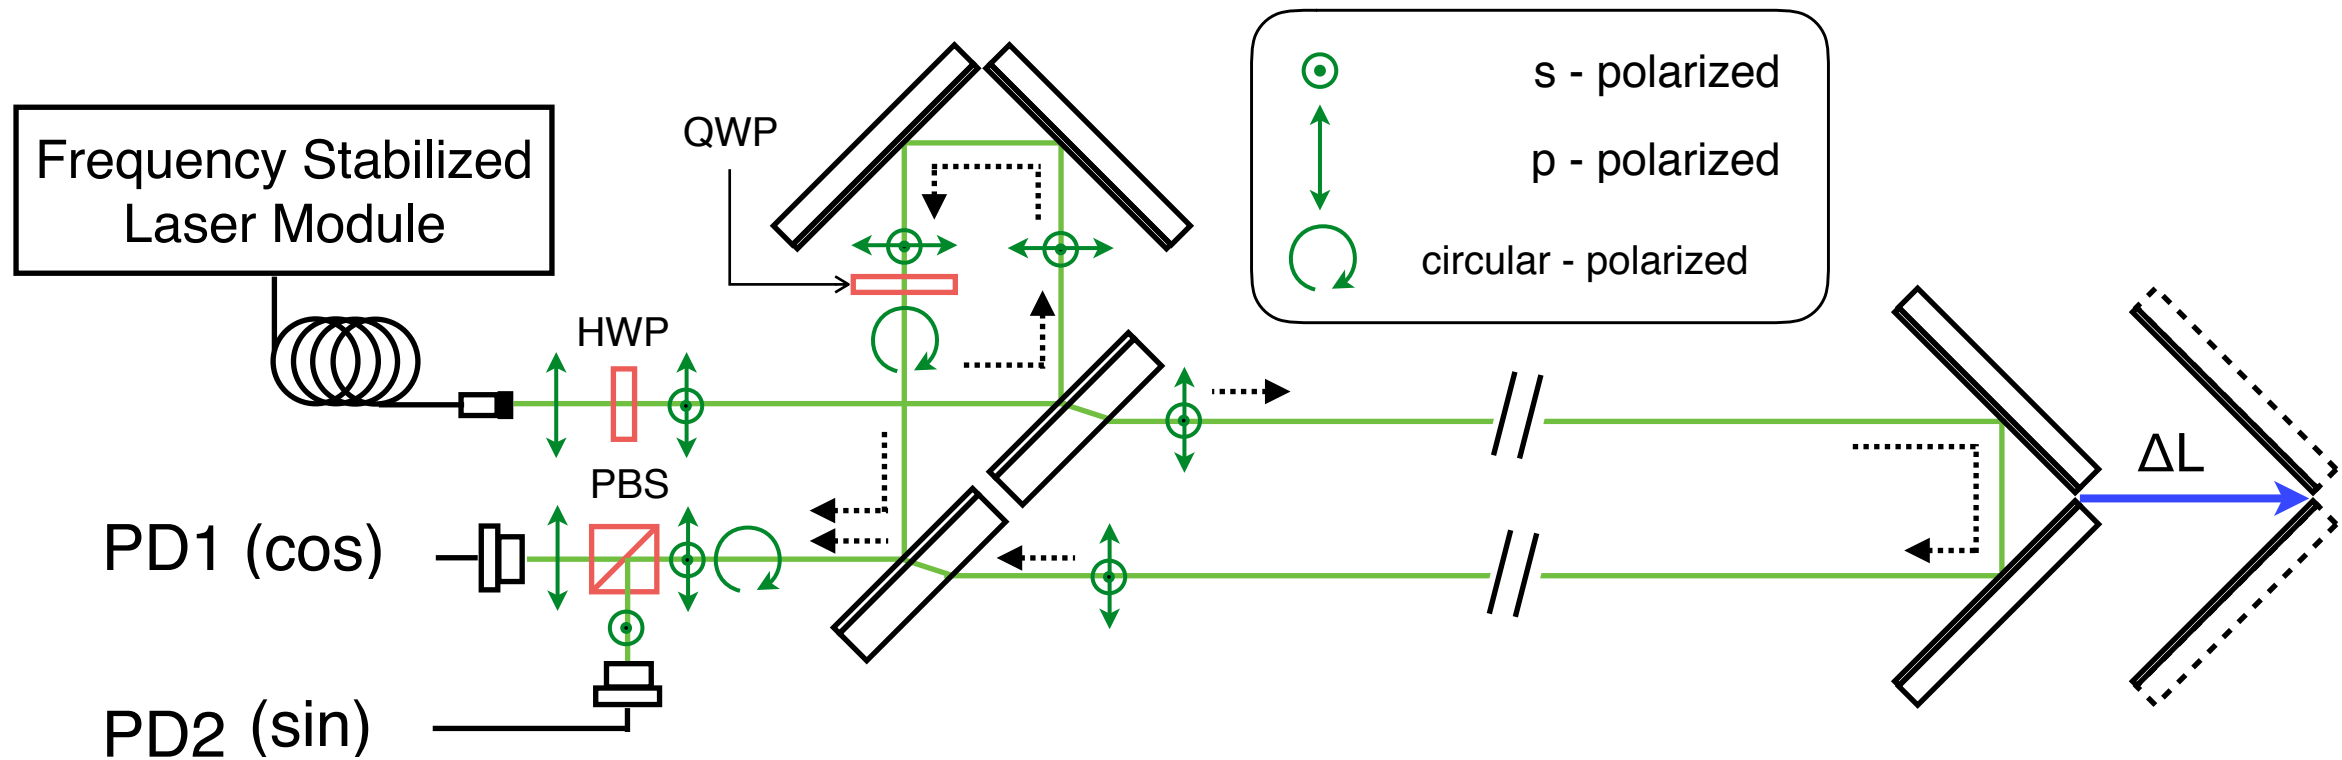 Frequency Stabilized
Laser Module
QWP
HWP
PBS
PD1 (cos)
PD2 (sin)
s - polarized
p - polarized
circular - polarized
ΔL